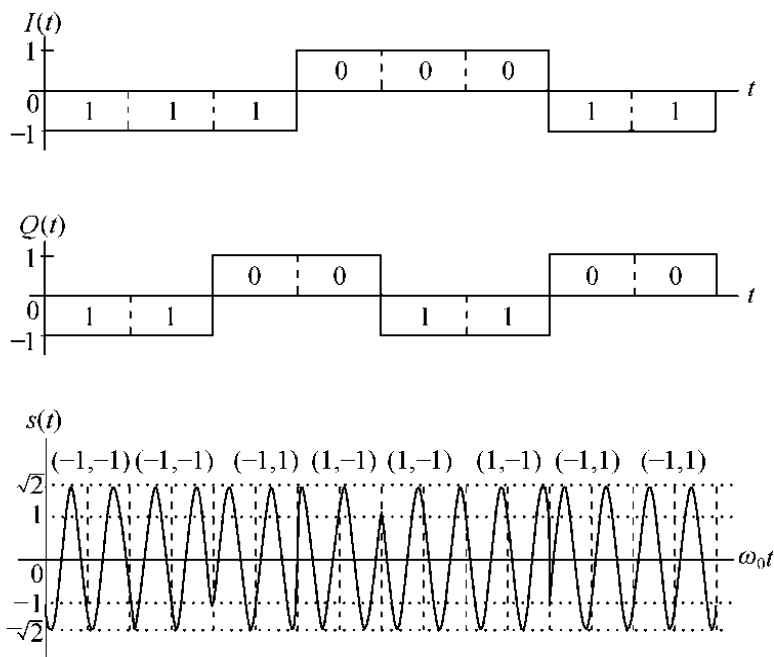 I(t)
1
0 0 0
0
t
1 1 1 1 1
−1
Q(t)
1
0 0 0 0
0
t
1 1 1 1
−1
s(t)
(−1,−1) (−1,−1) (−1,1) (1,−1) (1,−1) (1,−1) (−1,1) (−1,1)
√2
1
0
ω₀t
−1
−√2